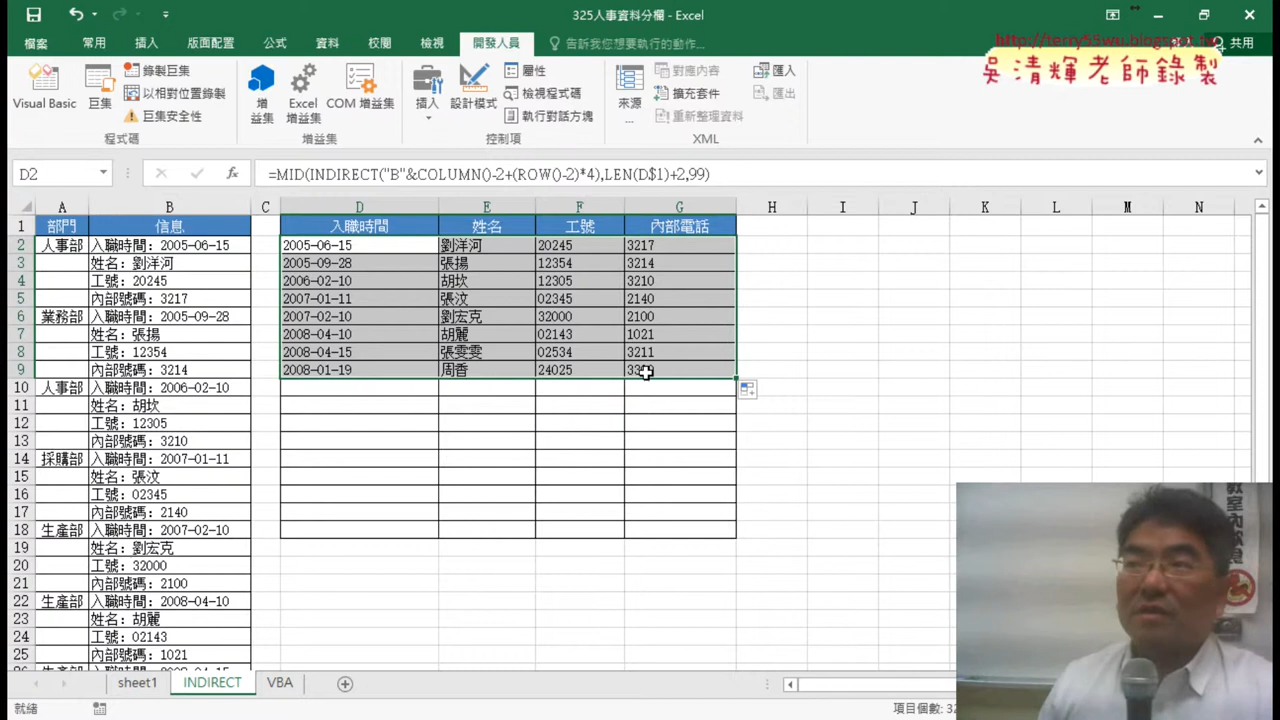 325人事資料分欄 - Excel
http://terry55wu.blogspot.tw
檔案 常用 插入 版面配置 公式 資料 校閱 檢視 開發人員 告訴我您想要執行的動作... 共用
吳清輝老師錄製
Visual Basic 巨集 錄製巨集 以相對位置錄製 巨集安全性 增益集 Excel 增益集 COM 增益集 插入 設計模式 屬性 檢視程式碼 執行對話方塊 來源... 對應內容 擴充套件 重新整理資料 匯入 匯出
程式碼 增益集 控制項 XML
D2 fx =MID(INDIRECT("B"&COLUMN()-2+(ROW()-2)*4),LEN(D$1)+2,99)
A B C D E F G H I J K L M N
1 部門 信息 入職時間 姓名 工號 內部電話
2 人事部 入職時間：2005-06-15 2005-06-15 劉洋河 20245 3217
3 姓名：劉洋河 2005-09-28 張揚 12354 3214
4 工號：20245 2006-02-10 胡坎 12305 3210
5 內部號碼：3217 2007-01-11 張汶 02345 2140
6 業務部 入職時間：2005-09-28 2007-02-10 劉宏克 32000 2100
7 姓名：張揚 2008-04-10 胡麗 02143 1021
8 工號：12354 2008-04-15 張雯雯 02534 3211
9 內部號碼：3214 2008-01-19 周香 24025
10 人事部 入職時間：2006-02-10
11 姓名：胡坎
12 工號：12305
13 內部號碼：3210
14 採購部 入職時間：2007-01-11
15 姓名：張汶
16 工號：02345
17 內部號碼：2140
18 生產部 入職時間：2007-02-10
19 姓名：劉宏克
20 工號：32000
21 內部號碼：2100
22 生產部 入職時間：2008-04-10
23 姓名：胡麗
24 工號：02143
25 內部號碼：1021
sheet1 INDIRECT VBA
就緒 項目個數: 32